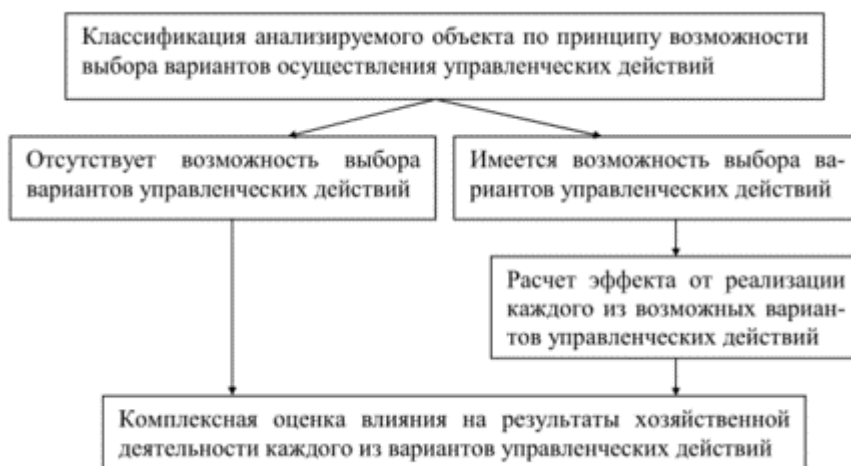 Классификация анализируемого объекта по принципу возможности
выбора вариантов осуществления управленческих действий
Отсутствует возможность выбора
вариантов управленческих действий
Имеется возможность выбора ва-
риантов управленческих действий
Расчет эффекта от реализации
каждого из возможных вариан-
тов управленческих действий
Комплексная оценка влияния на результаты хозяйственной
деятельности каждого из вариантов управленческих действий